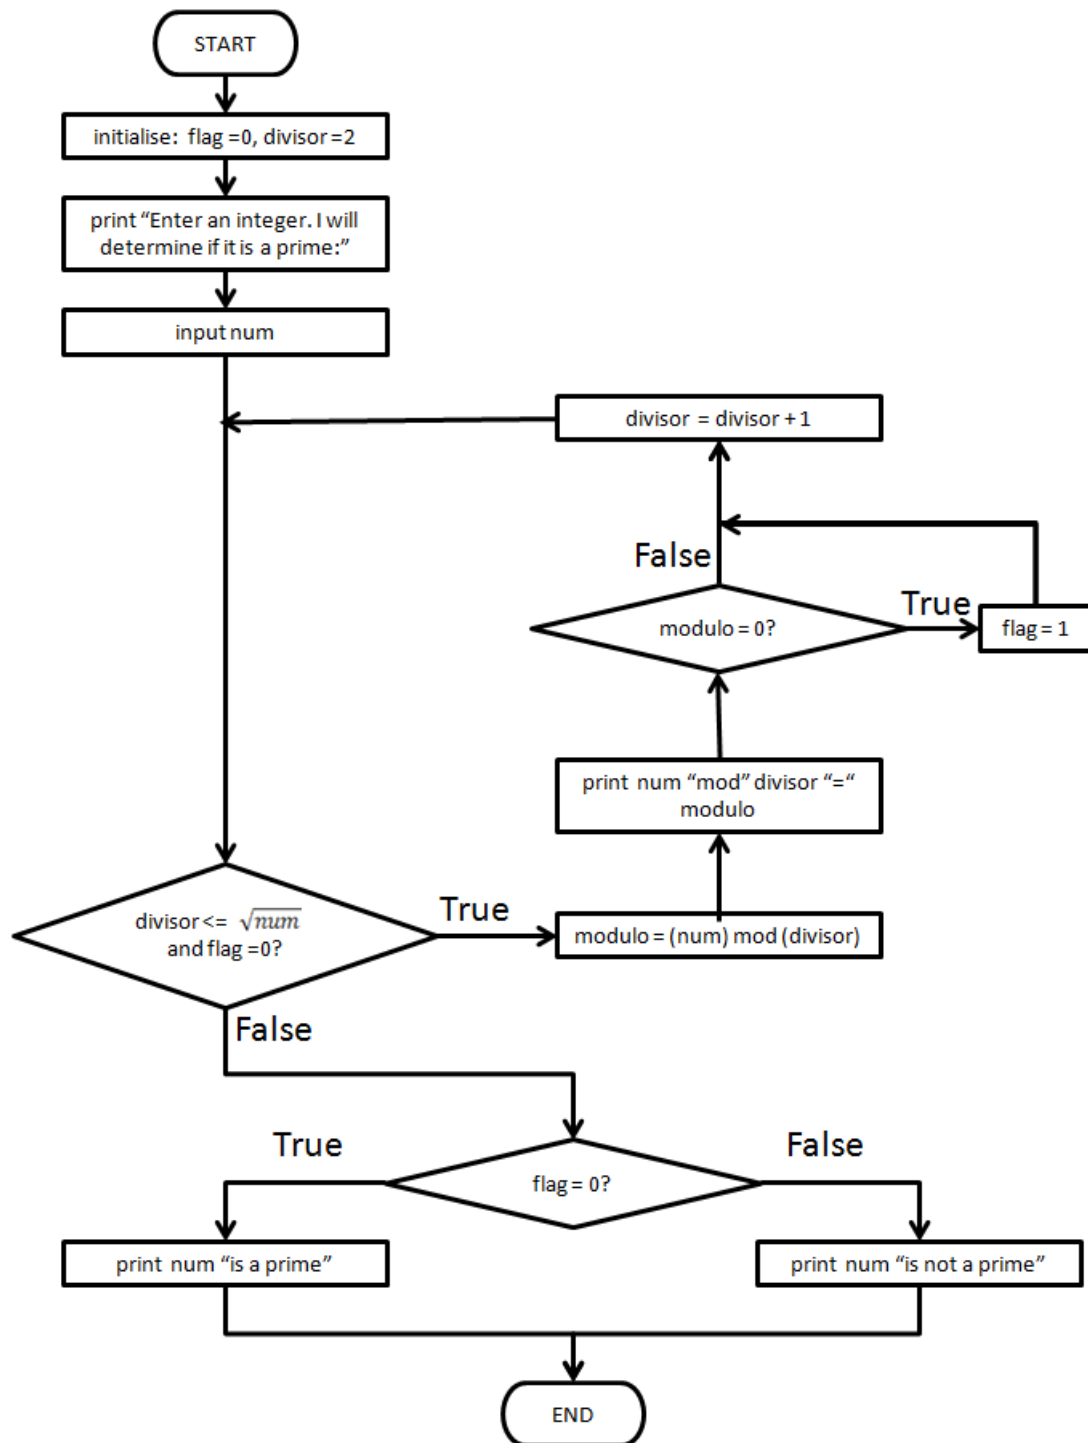 START
initialise: flag =0, divisor =2
print “Enter an integer. I will
determine if it is a prime:”
input num
divisor = divisor + 1
False
True
modulo = 0?
flag = 1
print num “mod” divisor “=“
modulo
True
divisor <= √num
and flag =0?
modulo = (num) mod (divisor)
False
True
False
flag = 0?
print num “is a prime”
print num “is not a prime”
END